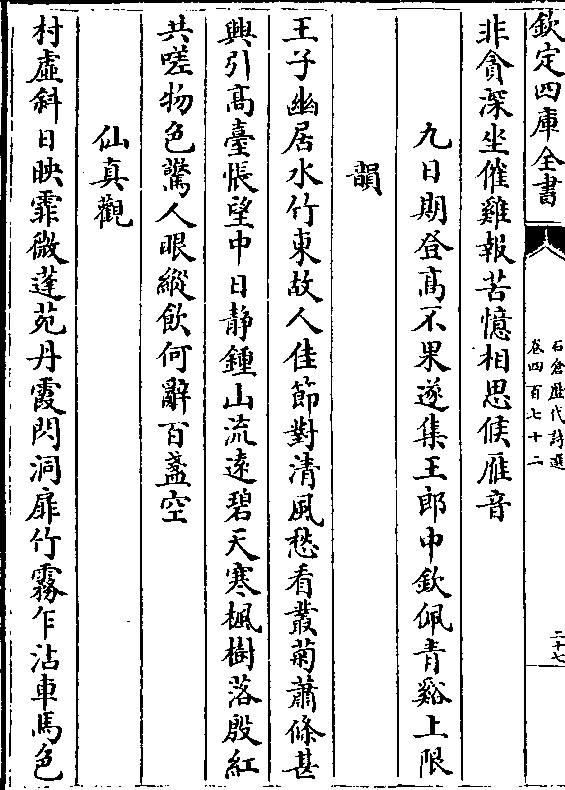 欽定四庫全書
石倉歷代詩選
卷四百七十二
二十七
非貪深坐催雞報苦憶相思候雁音
九日期登高不果遂集王郎中欽佩青谿上限
韻
王子幽居水竹東故人佳節對清風愁看叢菊蕭條甚
興引高臺悵望中日静鍾山流遠碧天寒楓樹落殷紅
共嗟物色驚人眼縱飲何辭百盞空
仙真觀
村虛斜日映霏微蓬苑丹霞閃洞扉竹霧乍沾車馬色